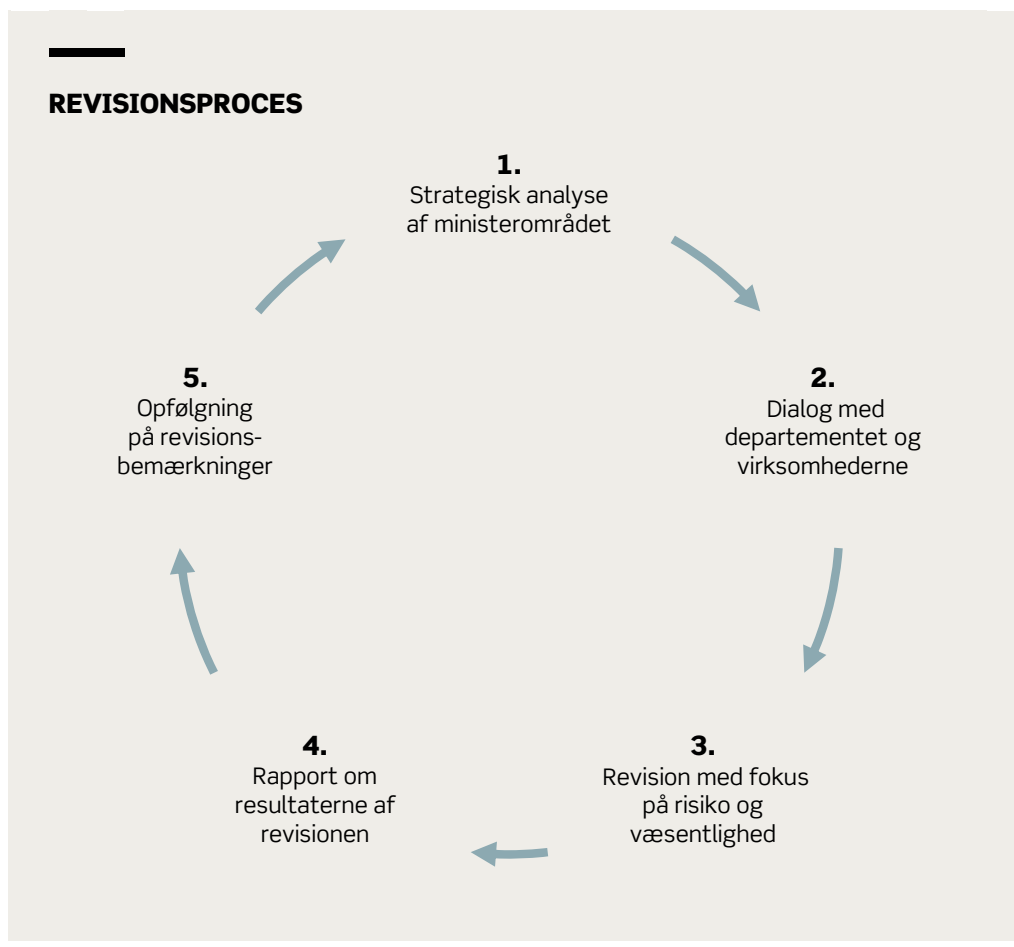 REVISIONSPROCES
1.
Strategisk analyse
af ministerområdet
2.
Dialog med
departementet og
virksomhederne
3.
Revision med fokus
på risiko og
væsentlighed
4.
Rapport om
resultaterne af
revisionen
5.
Opfølgning
på revisions-
bemærkninger